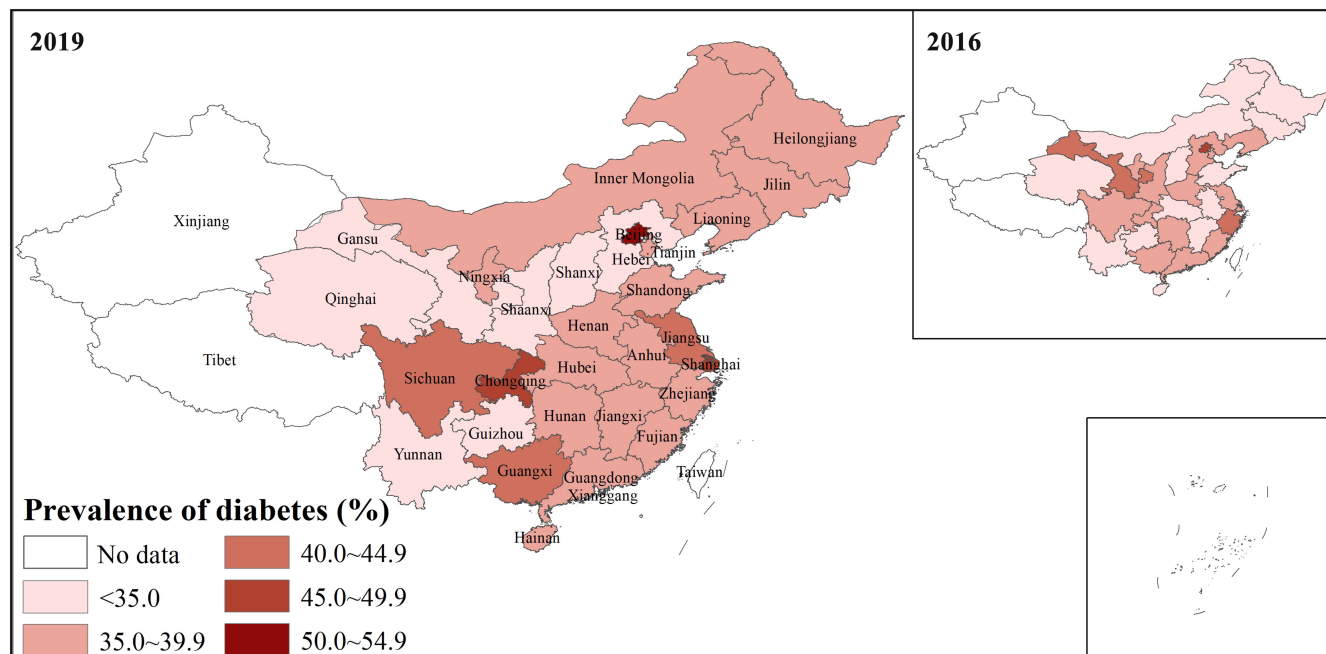 2019
2016
Heilongjiang
Inner Mongolia
Jilin
Xinjiang
Liaoning
Gansu
Beijing
Tianjin
Hebei
Shanxi
Ningxia
Qinghai
Shandong
Shaanxi
Henan
Jiangsu
Tibet
Anhui
Shanghai
Hubei
Sichuan
Chongqing
Zhejiang
Hunan
Jiangxi
Guizhou
Fujian
Yunnan
Guangxi
Taiwan
Guangdong
Xianggang
Hainan
Prevalence of diabetes (%)
No data
40.0~44.9
<35.0
45.0~49.9
35.0~39.9
50.0~54.9